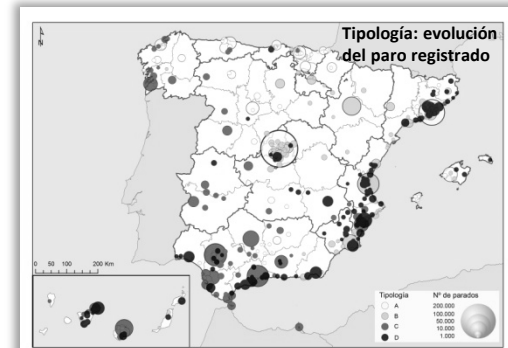 Tipología: evolución
del paro registrado
N
0 50 100 200 Km
Tipología
A
B
C
D
Nº de parados
200.000
100.000
50.000
10.000
1.000